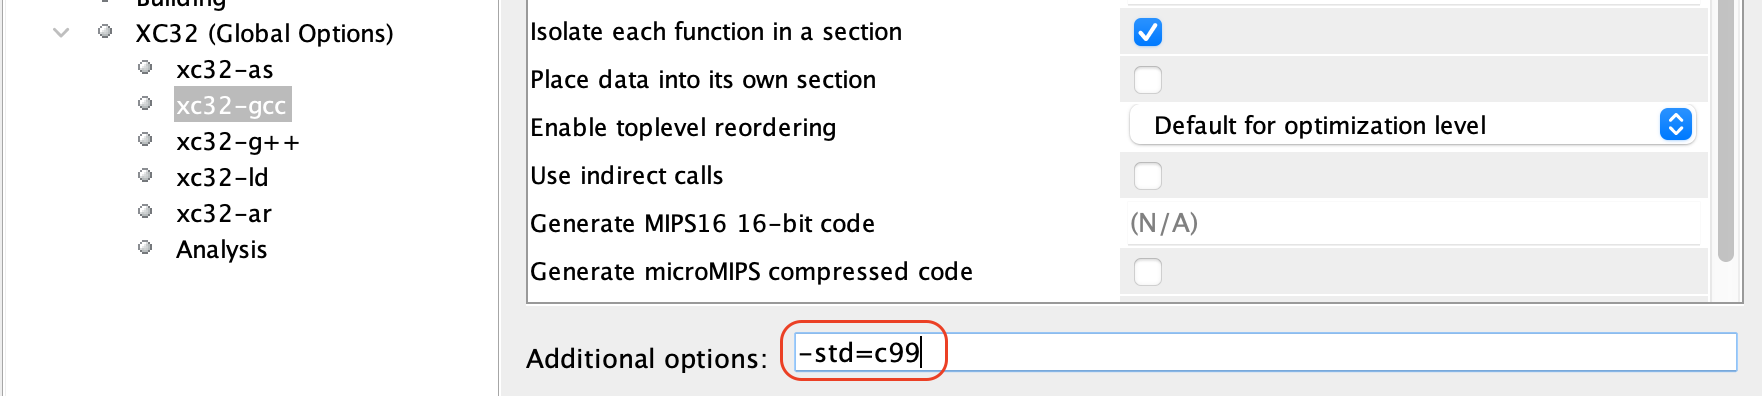 Building
XC32 (Global Options)
xc32-as
xc32-gcc
xc32-g++
xc32-ld
xc32-ar
Analysis
Isolate each function in a section
Place data into its own section
Enable toplevel reordering Default for optimization level
Use indirect calls
Generate MIPS16 16-bit code (N/A)
Generate microMIPS compressed code
Additional options: -std=c99